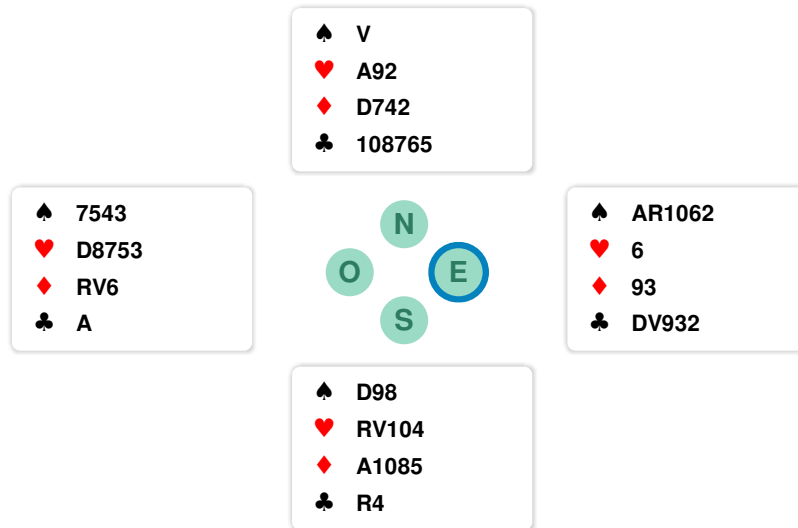 ♠ V
♥ A92
♦ D742
♣ 108765
♠ 7543
♥ D8753
♦ RV6
♣ A
N
O
E
S
♠ AR1062
♥ 6
♦ 93
♣ DV932
♠ D98
♥ RV104
♦ A1085
♣ R4